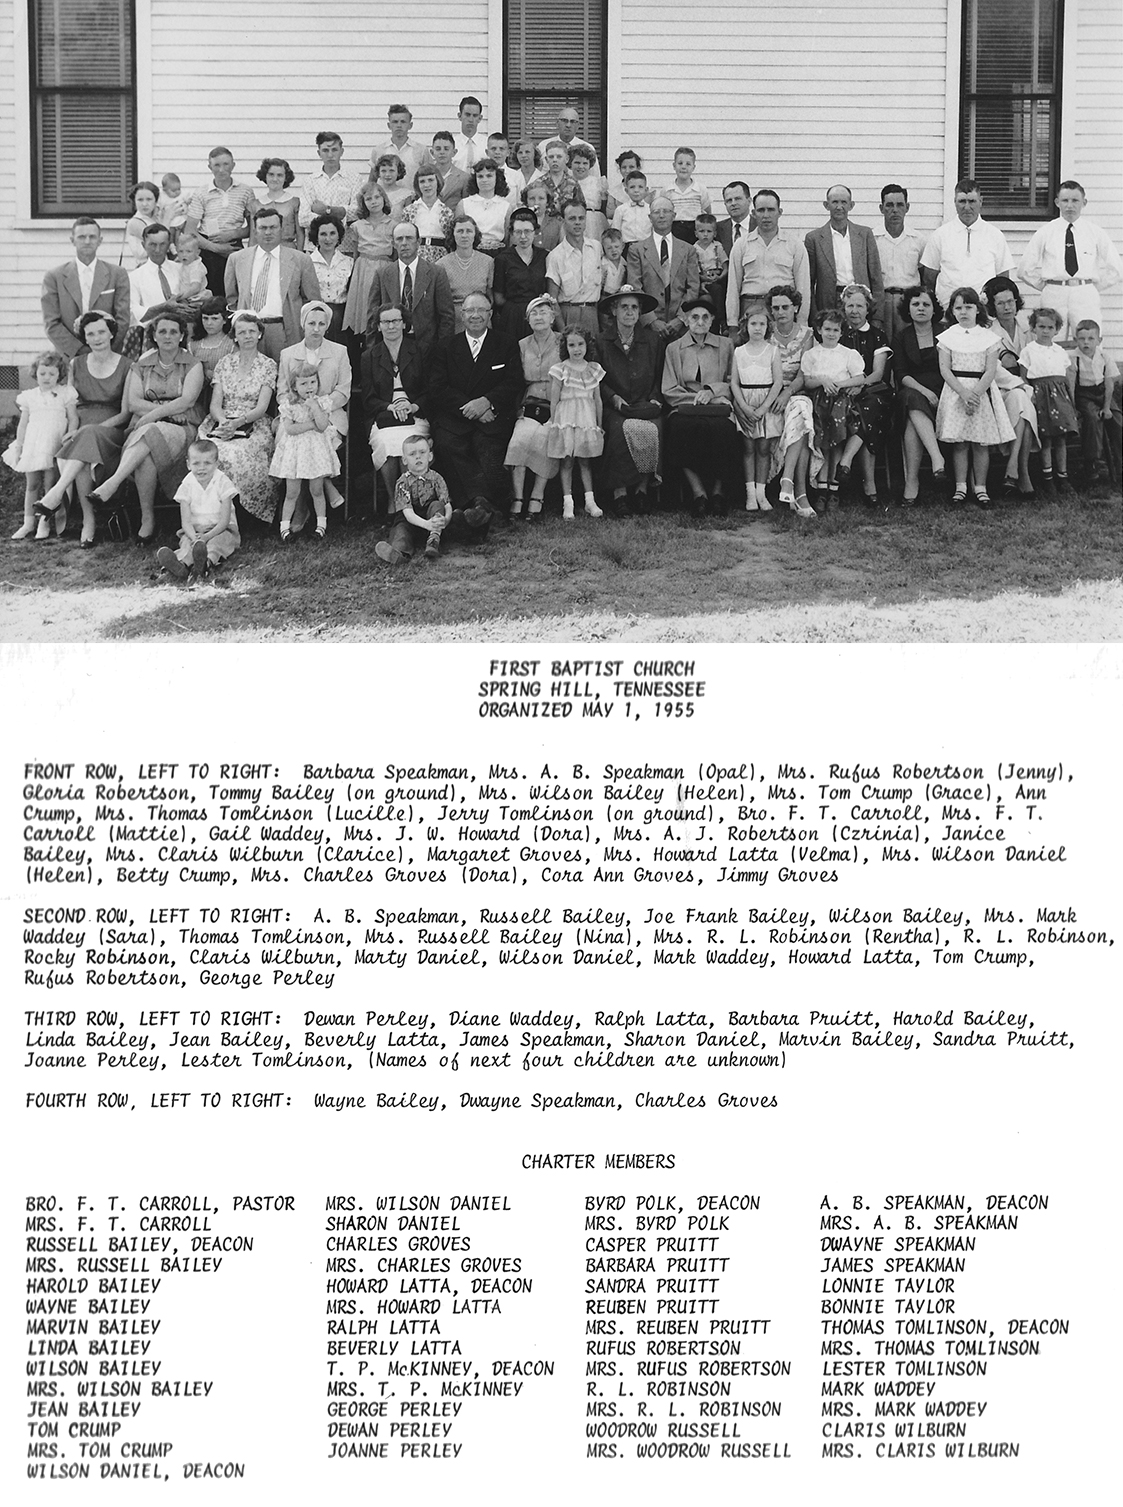 FIRST BAPTIST CHURCH
SPRING HILL, TENNESSEE
ORGANIZED MAY 1, 1955
FRONT ROW, LEFT TO RIGHT: Barbara Speakman, Mrs. A. B. Speakman (Opal), Mrs. Rufus Robertson (Jenny),
Gloria Robertson, Tommy Bailey (on ground), Mrs. Wilson Bailey (Helen), Mrs. Tom Crump (Grace), Ann
Crump, Mrs. Thomas Tomlinson (Lucille), Jerry Tomlinson (on ground), Bro. F. T. Carroll, Mrs. F. T.
Carroll (Mattie), Gail Waddey, Mrs. J. W. Howard (Dora), Mrs. A. J. Robertson (Czrinia), Janice
Bailey, Mrs. Claris Wilburn (Clarice), Margaret Groves, Mrs. Howard Latta (Velma), Mrs. Wilson Daniel
(Helen), Betty Crump, Mrs. Charles Groves (Dora), Cora Ann Groves, Jimmy Groves
SECOND ROW, LEFT TO RIGHT: A. B. Speakman, Russell Bailey, Joe Frank Bailey, Wilson Bailey, Mrs. Mark
Waddey (Sara), Thomas Tomlinson, Mrs. Russell Bailey (Nina), Mrs. R. L. Robinson (Rentha), R. L. Robinson,
Rocky Robinson, Claris Wilburn, Marty Daniel, Wilson Daniel, Mark Waddey, Howard Latta, Tom Crump,
Rufus Robertson, George Perley
THIRD ROW, LEFT TO RIGHT: Dewan Perley, Diane Waddey, Ralph Latta, Barbara Pruitt, Harold Bailey,
Linda Bailey, Jean Bailey, Beverly Latta, James Speakman, Sharon Daniel, Marvin Bailey, Sandra Pruitt,
Joanne Perley, Lester Tomlinson, (Names of next four children are unknown)
FOURTH ROW, LEFT TO RIGHT: Wayne Bailey, Dwayne Speakman, Charles Groves
CHARTER MEMBERS
BRO. F. T. CARROLL, PASTOR
MRS. F. T. CARROLL
RUSSELL BAILEY, DEACON
MRS. RUSSELL BAILEY
HAROLD BAILEY
WAYNE BAILEY
MARVIN BAILEY
LINDA BAILEY
WILSON BAILEY
MRS. WILSON BAILEY
JEAN BAILEY
TOM CRUMP
MRS. TOM CRUMP
WILSON DANIEL, DEACON
MRS. WILSON DANIEL
SHARON DANIEL
CHARLES GROVES
MRS. CHARLES GROVES
HOWARD LATTA, DEACON
MRS. HOWARD LATTA
RALPH LATTA
BEVERLY LATTA
T. P. McKINNEY, DEACON
MRS. T. P. McKINNEY
GEORGE PERLEY
DEWAN PERLEY
JOANNE PERLEY
BYRD POLK, DEACON
MRS. BYRD POLK
CASPER PRUITT
BARBARA PRUITT
SANDRA PRUITT
REUBEN PRUITT
MRS. REUBEN PRUITT
RUFUS ROBERTSON
MRS. RUFUS ROBERTSON
R. L. ROBINSON
MRS. R. L. ROBINSON
WOODROW RUSSELL
MRS. WOODROW RUSSELL
A. B. SPEAKMAN, DEACON
MRS. A. B. SPEAKMAN
DWAYNE SPEAKMAN
JAMES SPEAKMAN
LONNIE TAYLOR
BONNIE TAYLOR
THOMAS TOMLINSON, DEACON
MRS. THOMAS TOMLINSON
LESTER TOMLINSON
MARK WADDEY
MRS. MARK WADDEY
CLARIS WILBURN
MRS. CLARIS WILBURN